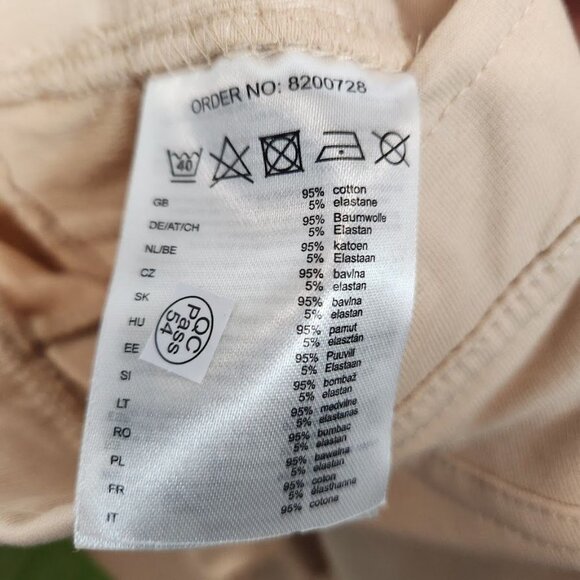 ORDER NO: 8200728
40
GB 95% cotton
5% elastane
DE/AT/CH 95% Baumwolle
5% Elastan
NL/BE 95% katoen
5% Elastaan
CZ 95% bavlna
5% elastan
SK 95% bavlna
5% elastan
HU 95% pamut
5% elasztán
EE 95% Puuvill
5% Elastaan
SI 95% bombaž
5% elastan
LT 95% medvilne
5% elastanas
RO 95% bumbac
5% elastan
PL 95% bawelna
5% elastan
FR 95% coton
5% élasthanne
IT 95% cotone
QC
Pass
54